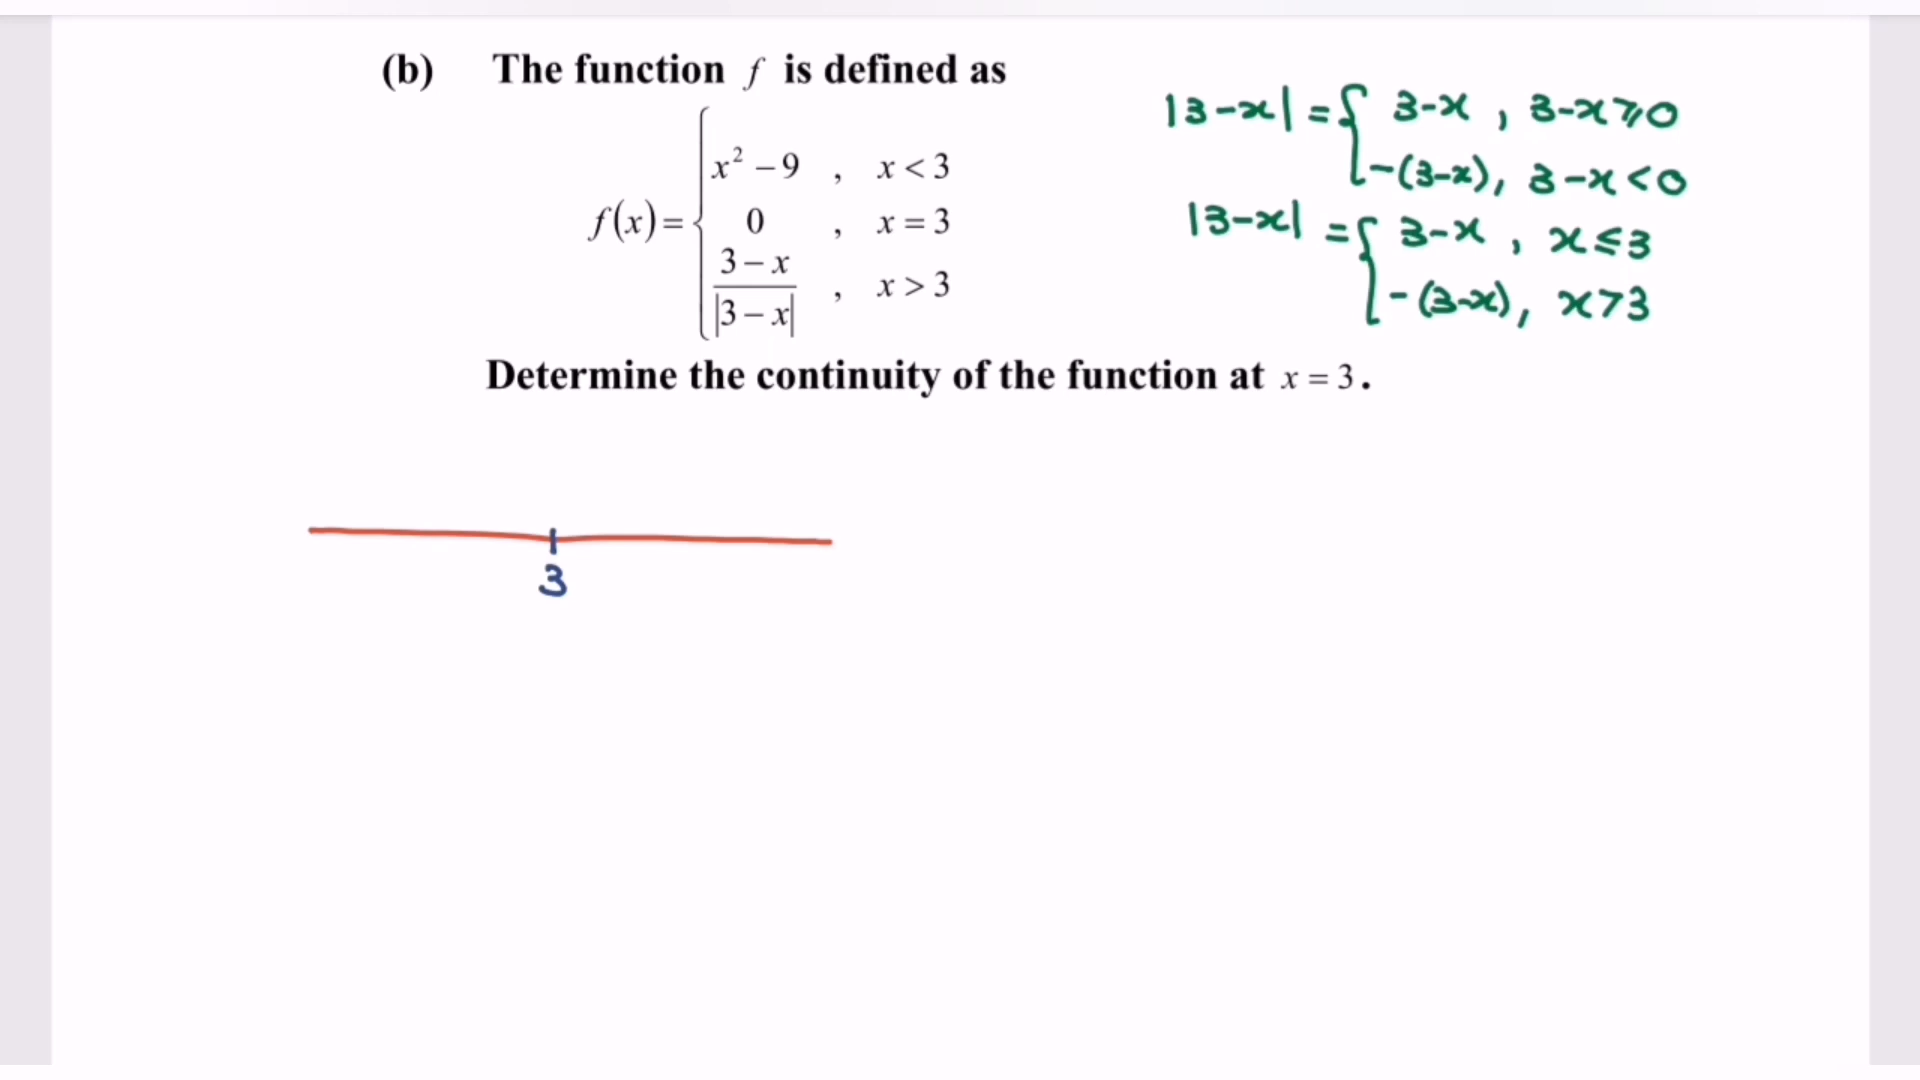 (b) The function f is defined as
f(x) = { x² − 9 , x < 3
0 , x = 3
3 − x / |3 − x| , x > 3
Determine the continuity of the function at x = 3.
|3-x| = { 3-x , 3-x ≥ 0
-(3-x), 3-x < 0
|3-x| = { 3-x , x ≤ 3
-(3-x), x > 3
3